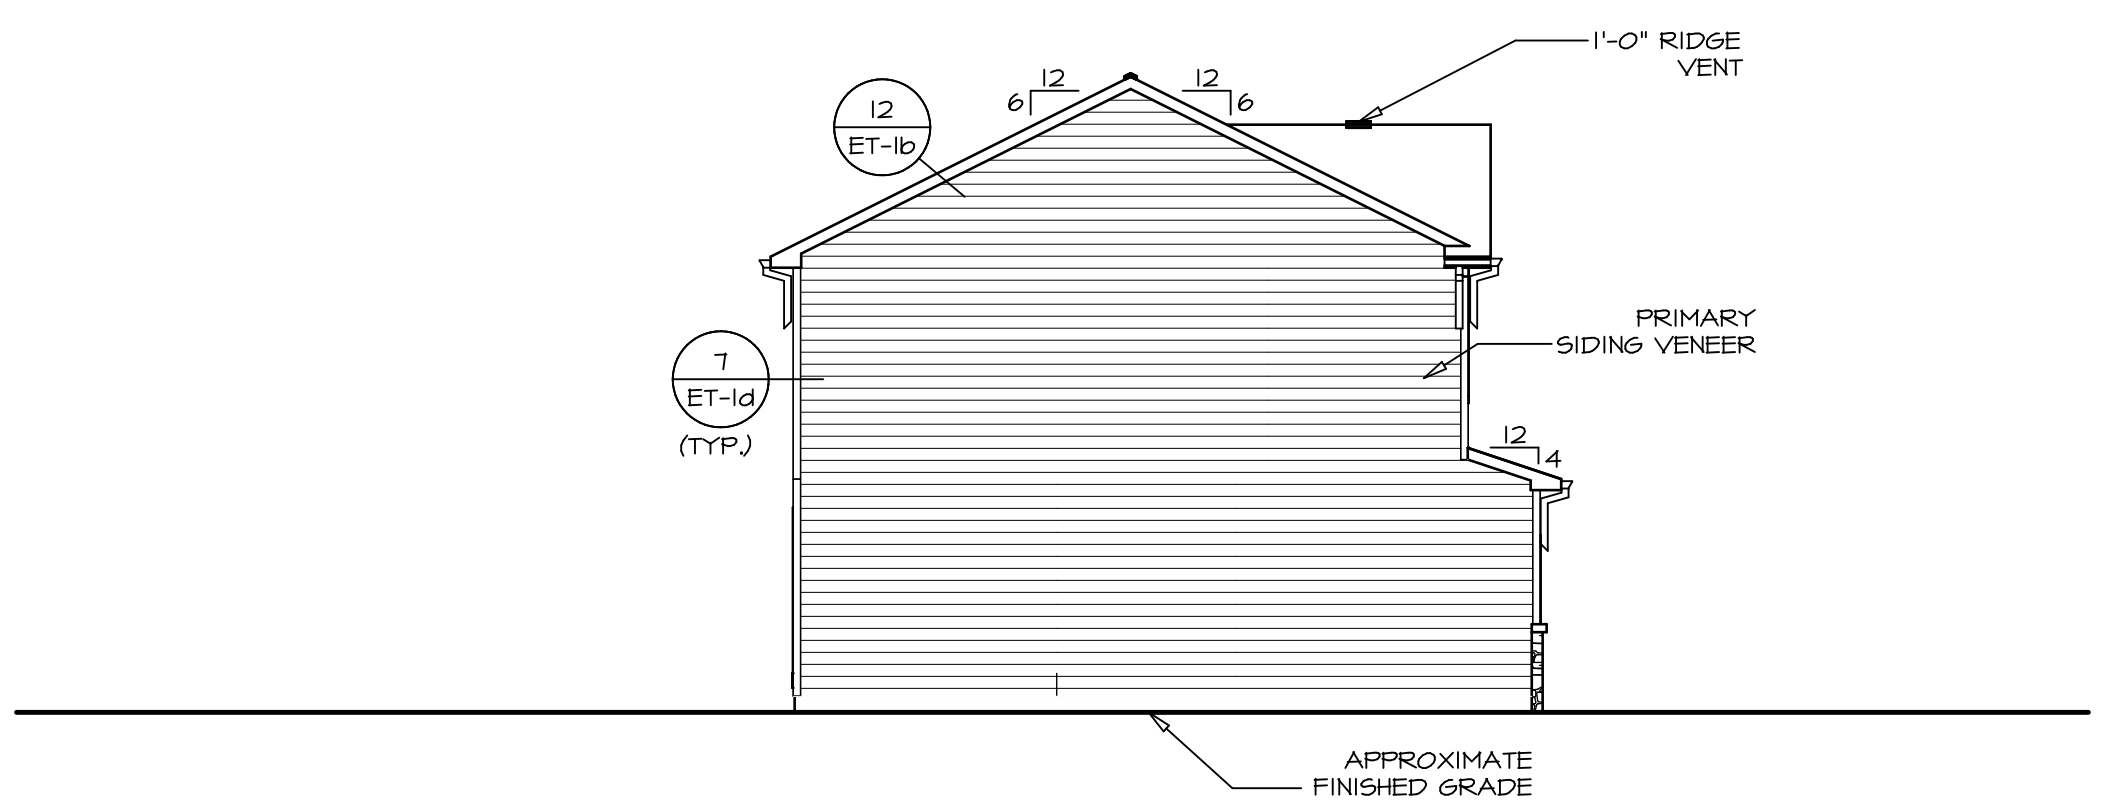 1'-0" RIDGE
VENT
12
6
12
6
12
ET-1b
PRIMARY
SIDING VENEER
7
ET-1d
(TYP.)
12
4
APPROXIMATE
FINISHED GRADE